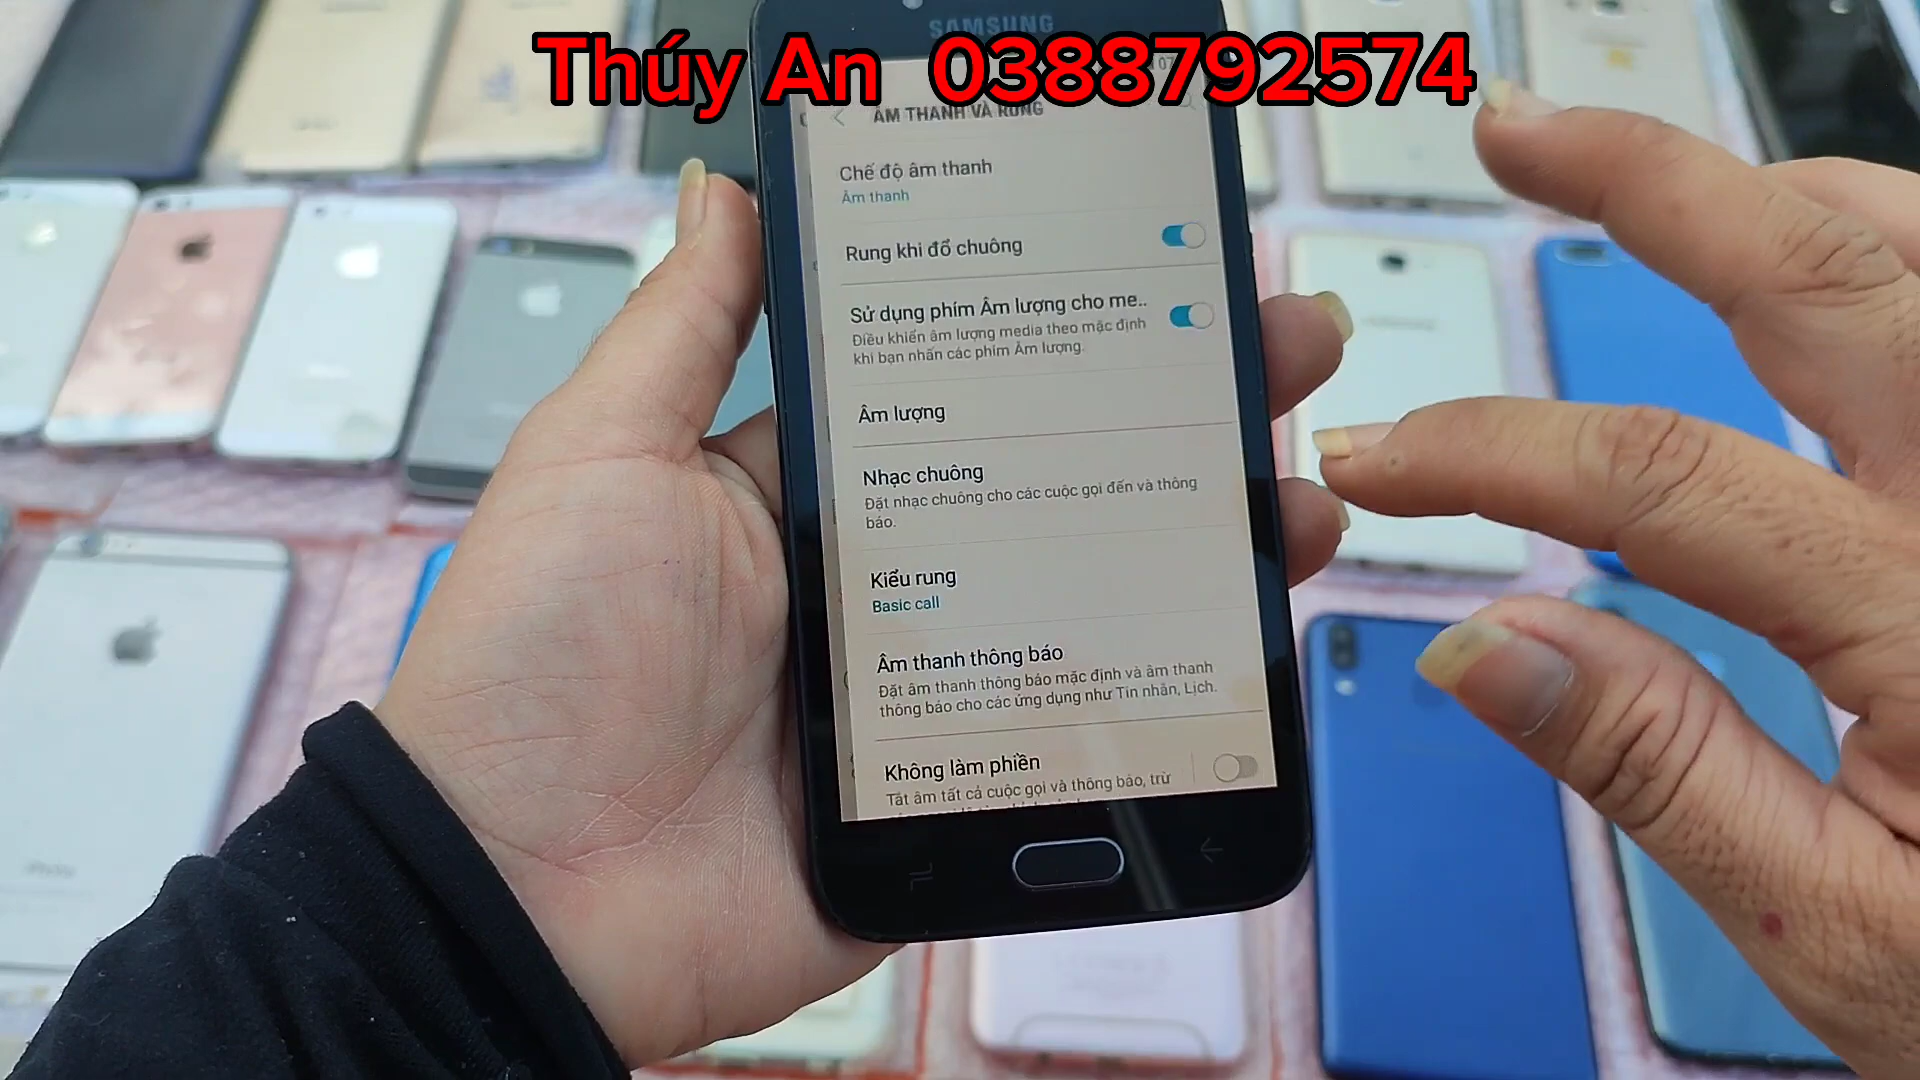 SAMSUNG
Thúy An 0388792574
ÂM THANH VÀ RUNG
Chế độ âm thanh
Âm thanh
Rung khi đổ chuông
Sử dụng phím Âm lượng cho me..
Điều khiển âm lượng media theo mặc định
khi bạn nhấn các phím Âm lượng.
Âm lượng
Nhạc chuông
Đặt nhạc chuông cho các cuộc gọi đến và thông
báo.
Kiểu rung
Basic call
Âm thanh thông báo
Đặt âm thanh thông báo mặc định và âm thanh
thông báo cho các ứng dụng như Tin nhắn, Lịch.
Không làm phiền
Tắt âm tất cả cuộc gọi và thông báo, trừ